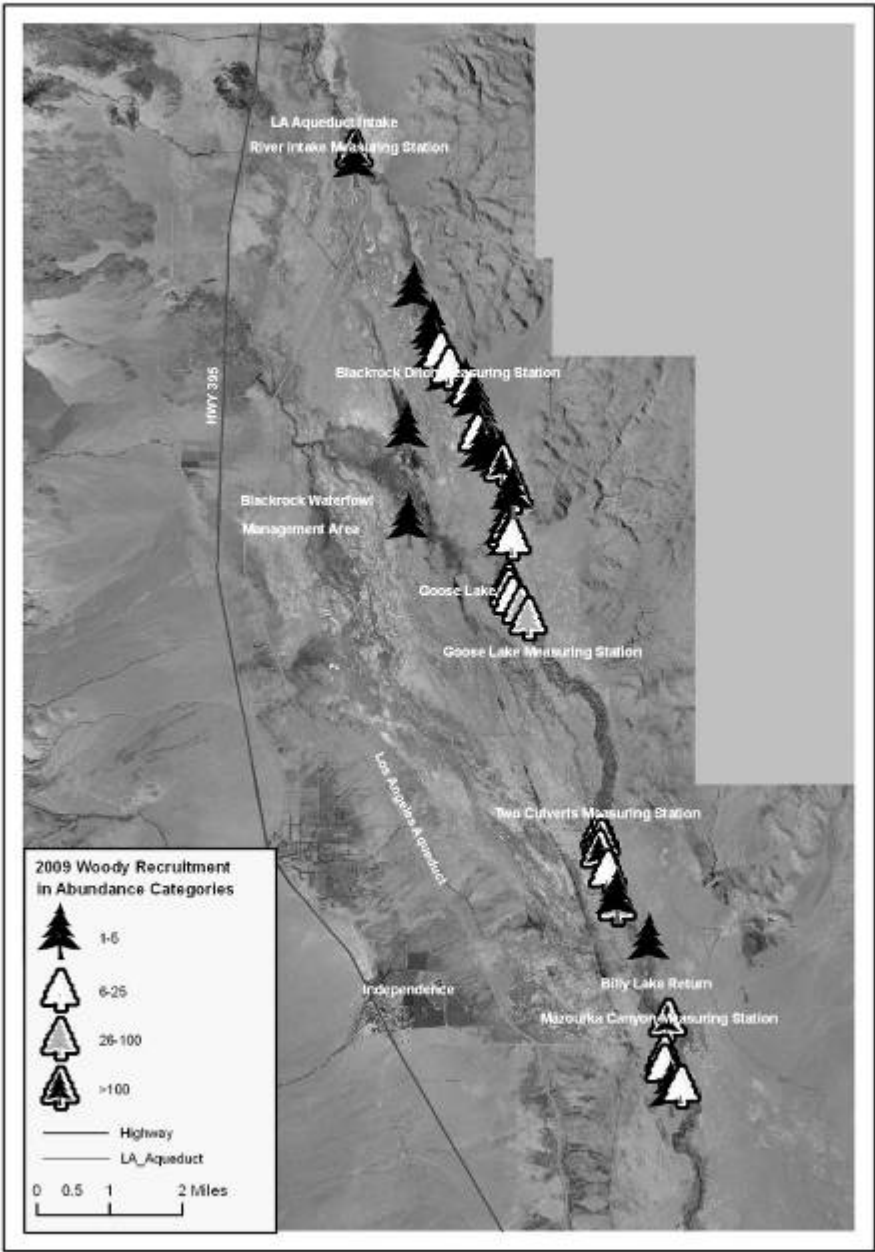 LA Aqueduct Intake
River Intake Measuring Station
Blackrock Ditch Measuring Station
HWY 395
Blackrock Waterfowl
Management Area
Goose Lake
Goose Lake Measuring Station
Los Angeles Aqueduct
Two Culverts Measuring Station
Billy Lake Return
Independence
Mazourka Canyon Measuring Station
2009 Woody Recruitment
in Abundance Categories
1-5
6-25
26-100
>100
Highway
LA_Aqueduct
0 0.5 1 2 Miles